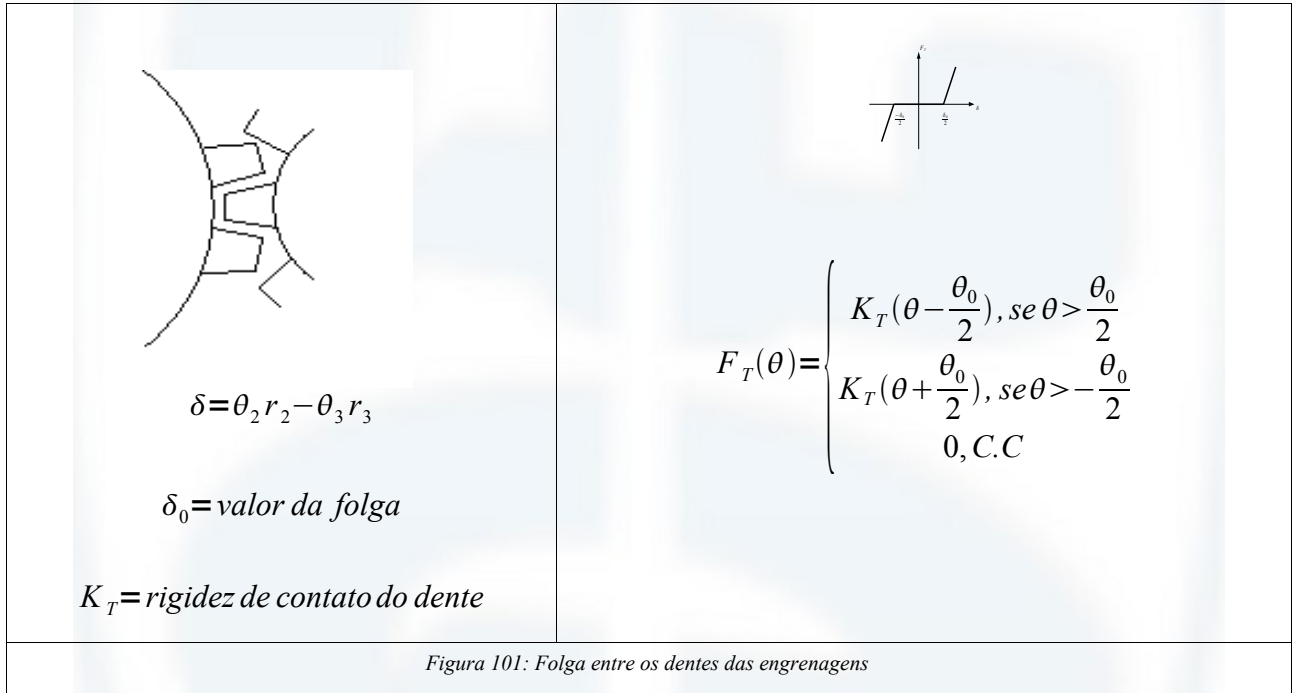 δ=θ₂r₂−θ₃r₃
δ₀=valor da folga
K_T=rigidez de contato do dente
F_T(θ)={
K_T(θ−θ₀/2), se θ>θ₀/2
K_T(θ+θ₀/2), seθ>−θ₀/2
0, C.C
Figura 101: Folga entre os dentes das engrenagens